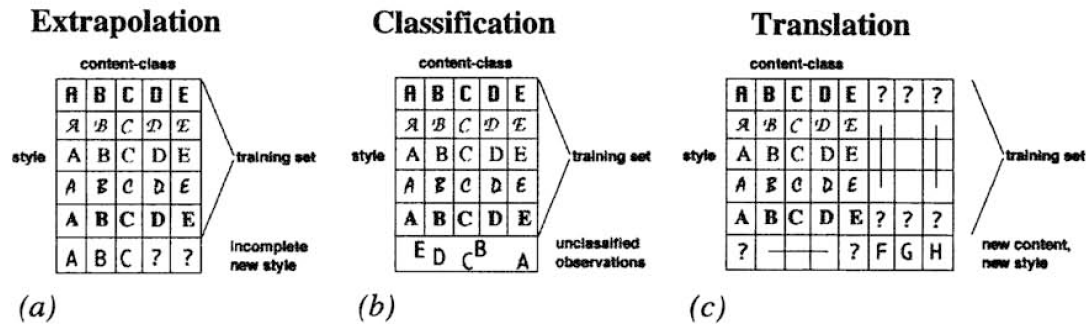 Extrapolation
content-class
A B C D E
A B C D E
style A B C D E training set
A B C D E
A B C D E
A B C ? ? incomplete new style
(a)
Classification
content-class
A B C D E
A B C D E
style A B C D E training set
A B C D E
A B C D E
E D C B A unclassified observations
(b)
Translation
content-class
A B C D E ? ? ?
A B C D E
style A B C D E training set
A B C D E
A B C D E ? ? ?
? ? F G H new content, new style
(c)